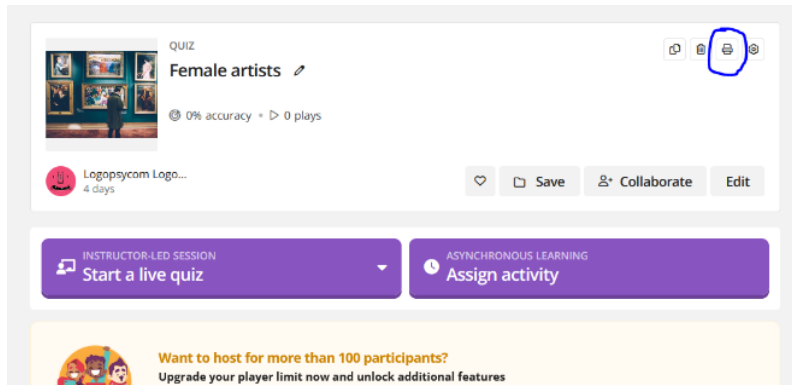 QUIZ
Female artists
0% accuracy • 0 plays
Logopsycom Logo...
4 days
Save
Collaborate
Edit
INSTRUCTOR-LED SESSION
Start a live quiz
ASYNCHRONOUS LEARNING
Assign activity
Want to host for more than 100 participants?
Upgrade your player limit now and unlock additional features